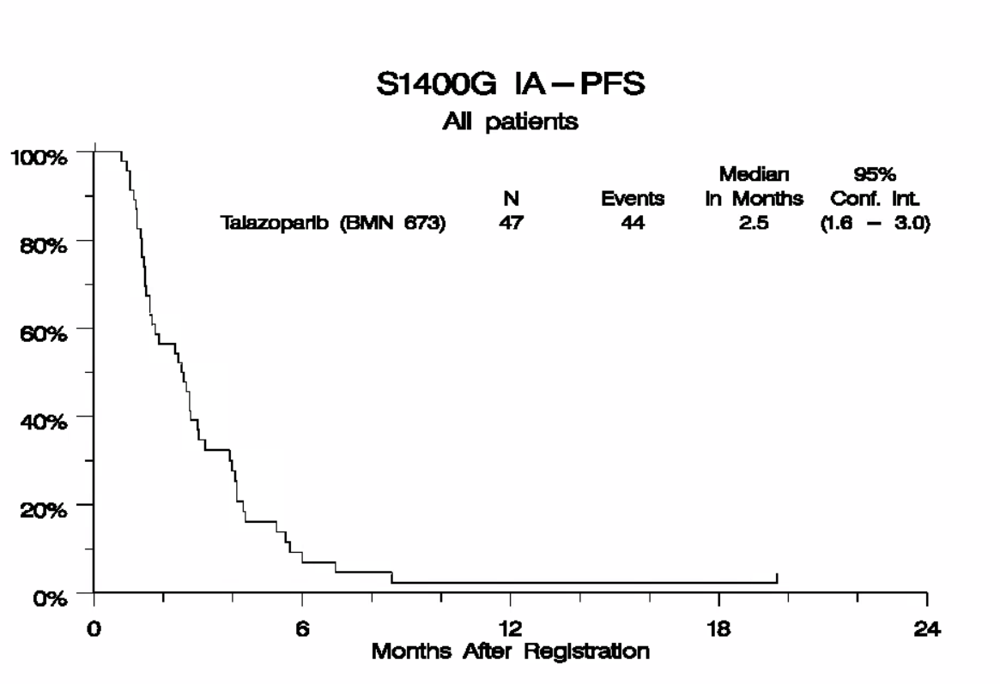 S1400G IA-PFS
All patients
Median 95%
N Events In Months Conf. Int.
Talazoparib (BMN 673) 47 44 2.5 (1.6 - 3.0)
100%
80%
60%
40%
20%
0%
0 6 12 18 24
Months After Registration